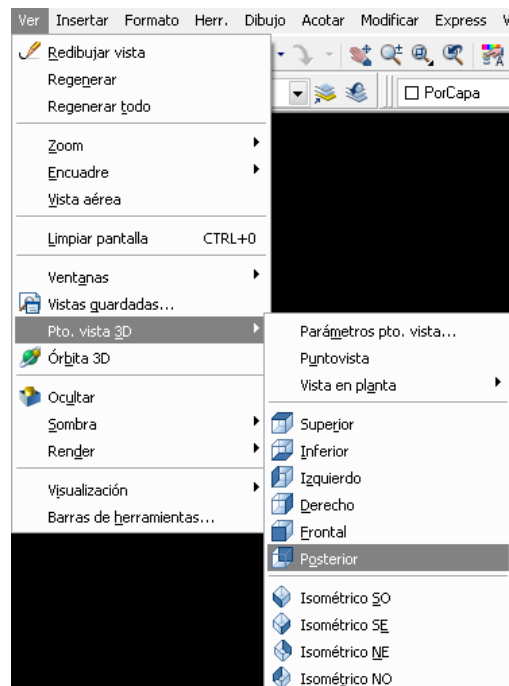 Ver Insertar Formato Herr. Dibujo Acotar Modificar Express
Redibujar vista
Regenerar
Regenerar todo
PorCapa
Zoom
Encuadre
Vista aérea
Limpiar pantalla CTRL+0
Ventanas
Vistas guardadas...
Pto. vista 3D
Órbita 3D
Ocultar
Sombra
Render
Visualización
Barras de herramientas...
Parámetros pto. vista...
Puntovista
Vista en planta
Superior
Inferior
Izquierdo
Derecho
Frontal
Posterior
Isométrico SO
Isométrico SE
Isométrico NE
Isométrico NO